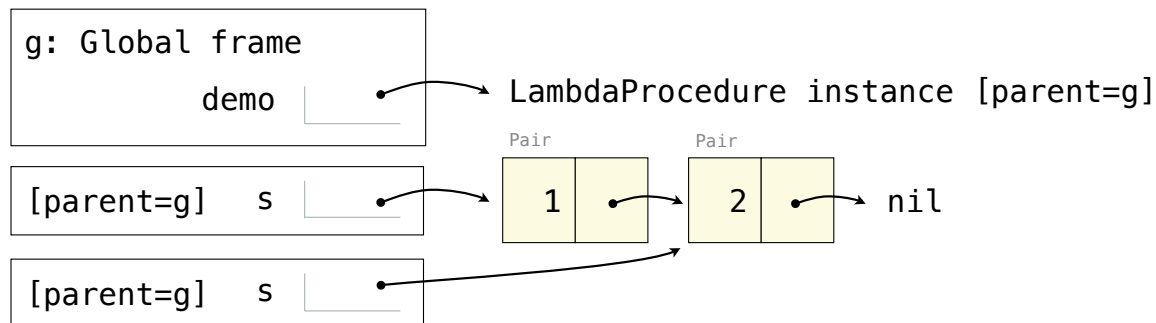 g: Global frame
demo
LambdaProcedure instance [parent=g]
Pair
Pair
[parent=g] s
1
2
nil
[parent=g] s